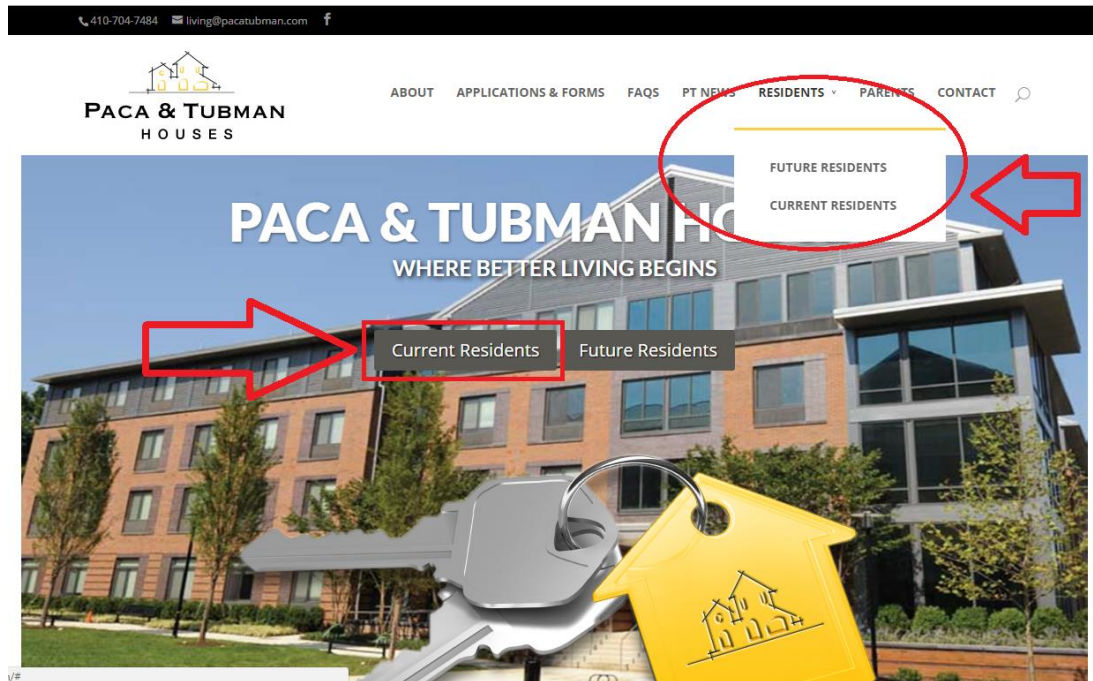 410-704-7484 living@pacatubman.com f
PACA & TUBMAN
HOUSES
ABOUT APPLICATIONS & FORMS FAQS PT NEWS RESIDENTS PARENTS CONTACT
FUTURE RESIDENTS
CURRENT RESIDENTS
PACA & TUBMAN HO
WHERE BETTER LIVING BEGINS
Current Residents Future Residents
/#